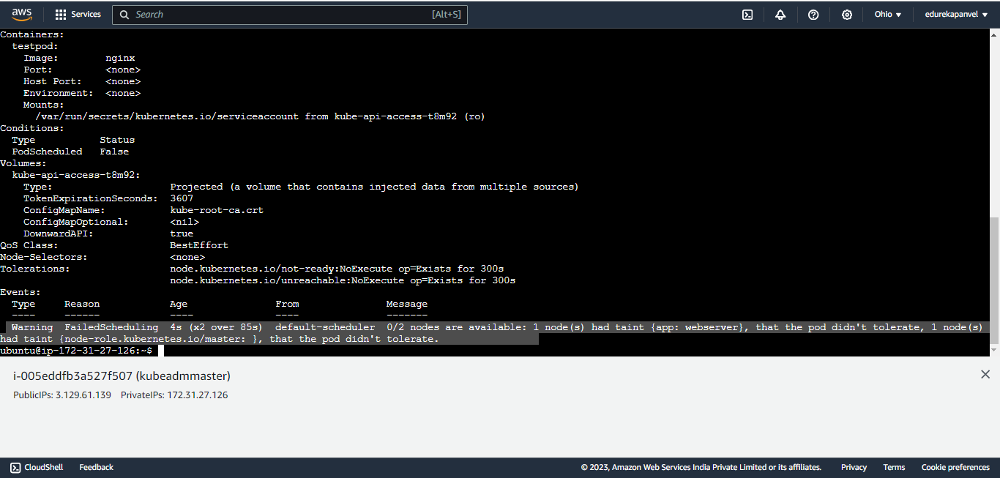 aws Services Search [Alt+S] Ohio edurekapanvel
Containers:
testpod:
Image: nginx
Port: <none>
Host Port: <none>
Environment: <none>
Mounts:
/var/run/secrets/kubernetes.io/serviceaccount from kube-api-access-t8m92 (ro)
Conditions:
Type Status
PodScheduled False
Volumes:
kube-api-access-t8m92:
Type: Projected (a volume that contains injected data from multiple sources)
TokenExpirationSeconds: 3607
ConfigMapName: kube-root-ca.crt
ConfigMapOptional: <nil>
DownwardAPI: true
QoS Class: BestEffort
Node-Selectors: <none>
Tolerations: node.kubernetes.io/not-ready:NoExecute op=Exists for 300s
node.kubernetes.io/unreachable:NoExecute op=Exists for 300s
Events:
Type Reason Age From Message
---- ------ ---- ---- -------
Warning FailedScheduling 4s (x2 over 85s) default-scheduler 0/2 nodes are available: 1 node(s) had taint {app: webserver}, that the pod didn't tolerate, 1 node(s)
had taint {node-role.kubernetes.io/master: }, that the pod didn't tolerate.
ubuntu@ip-172-31-27-126:~$
i-005eddfb3a527f507 (kubeadmmaster)
PublicIPs: 3.129.61.139 PrivateIPs: 172.31.27.126
CloudShell Feedback © 2023, Amazon Web Services India Private Limited or its affiliates. Privacy Terms Cookie preferences